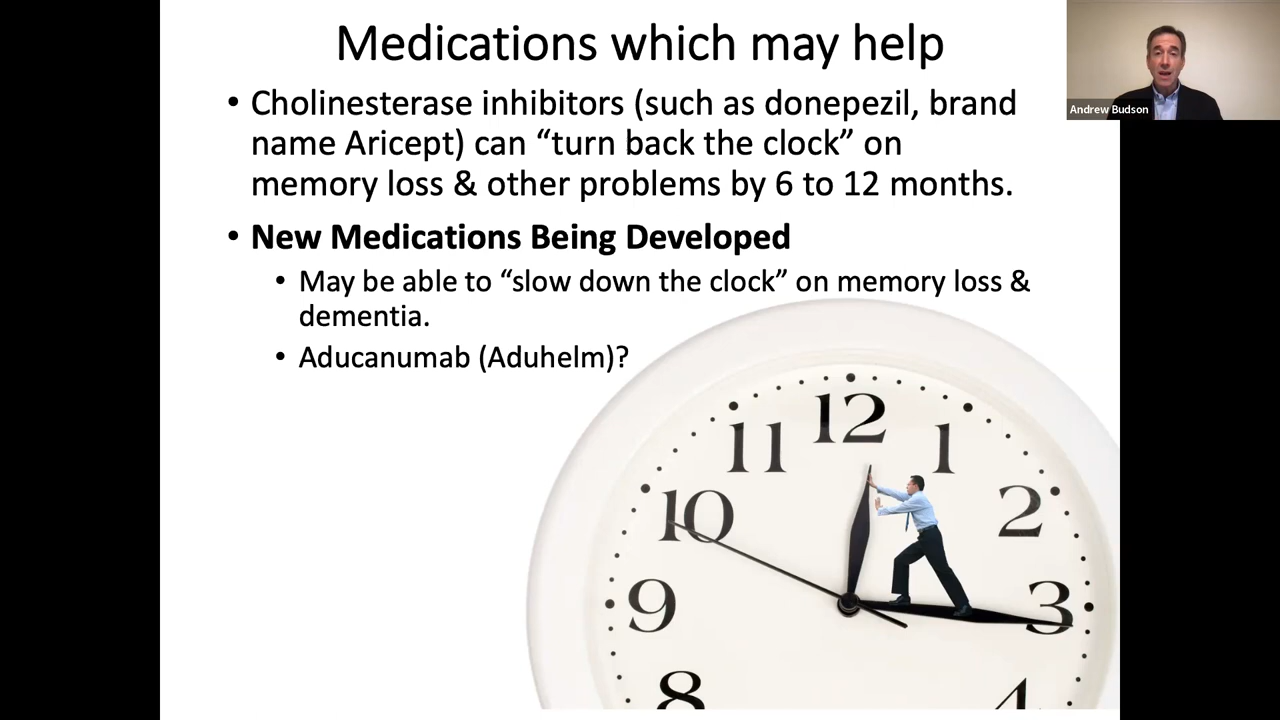 Medications which may help
• Cholinesterase inhibitors (such as donepezil, brand
name Aricept) can “turn back the clock” on
memory loss & other problems by 6 to 12 months.
• New Medications Being Developed
• May be able to “slow down the clock” on memory loss &
dementia.
• Aducanumab (Aduhelm)?
Andrew Budson
12
11
1
10
2
9
3
8
4